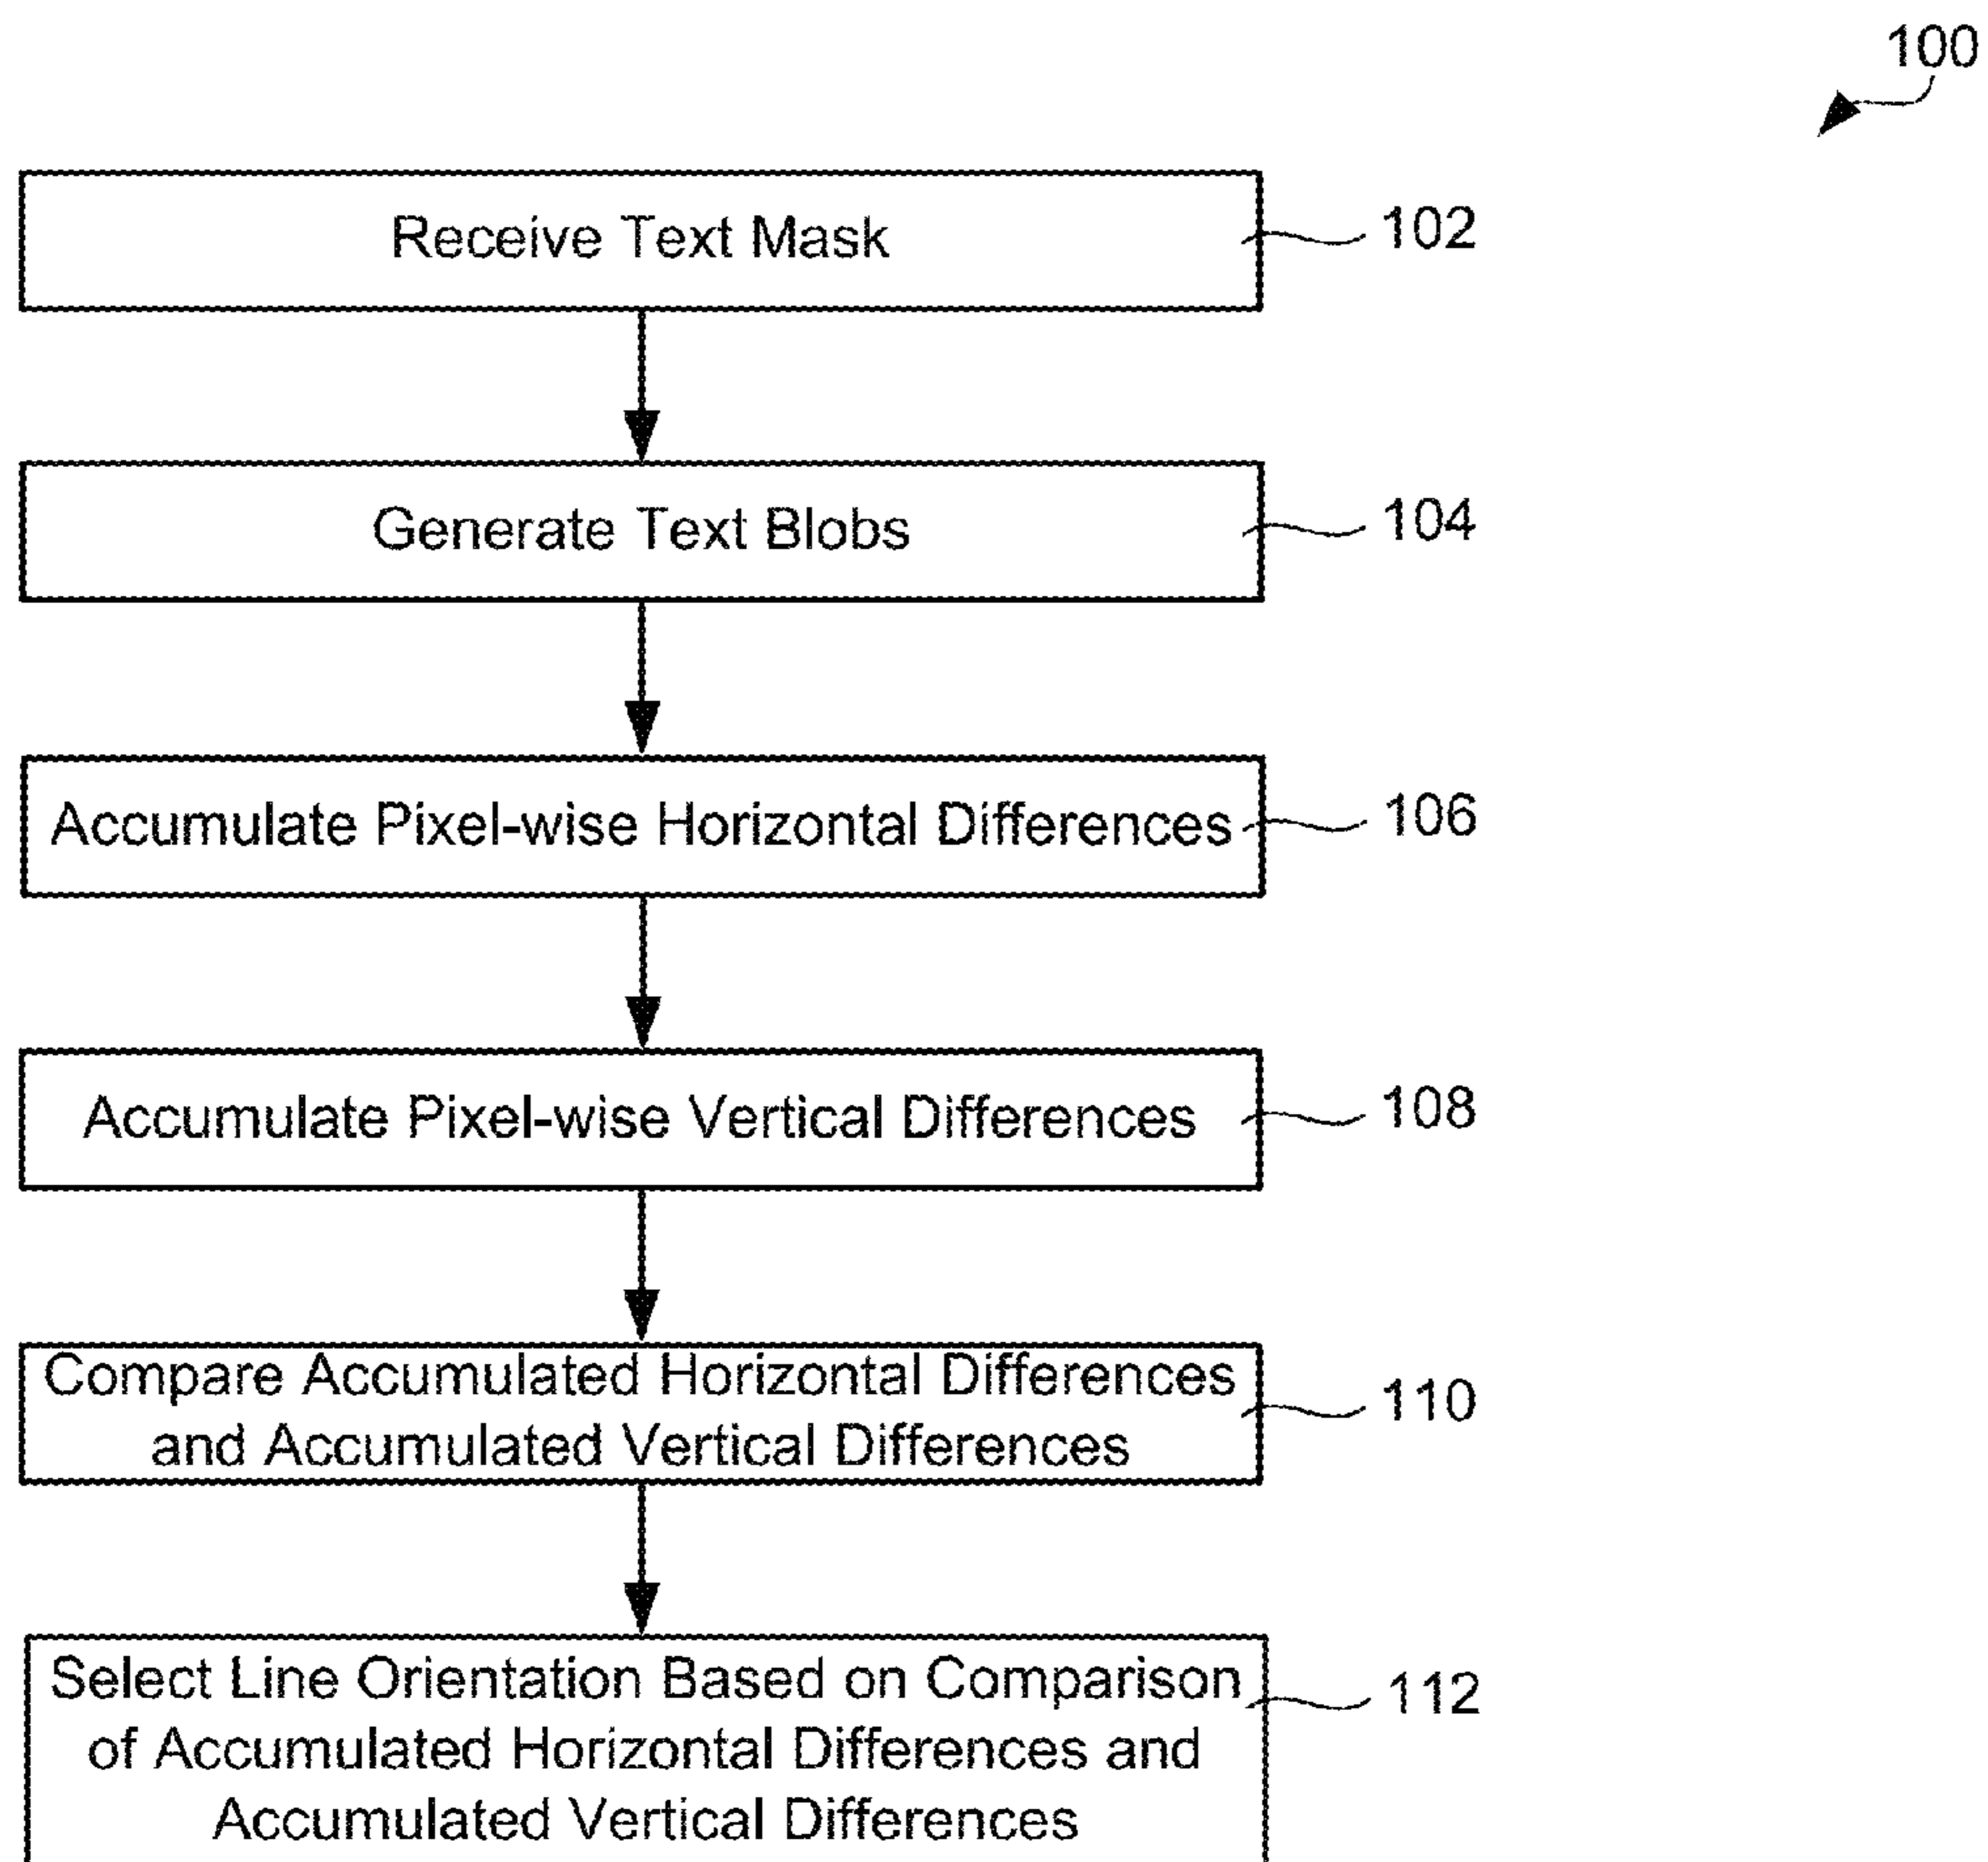 100
Receive Text Mask
102
Generate Text Blobs
104
Accumulate Pixel-wise Horizontal Differences
106
Accumulate Pixel-wise Vertical Differences
108
Compare Accumulated Horizontal Differences
and Accumulated Vertical Differences
110
Select Line Orientation Based on Comparison
of Accumulated Horizontal Differences and
Accumulated Vertical Differences
112